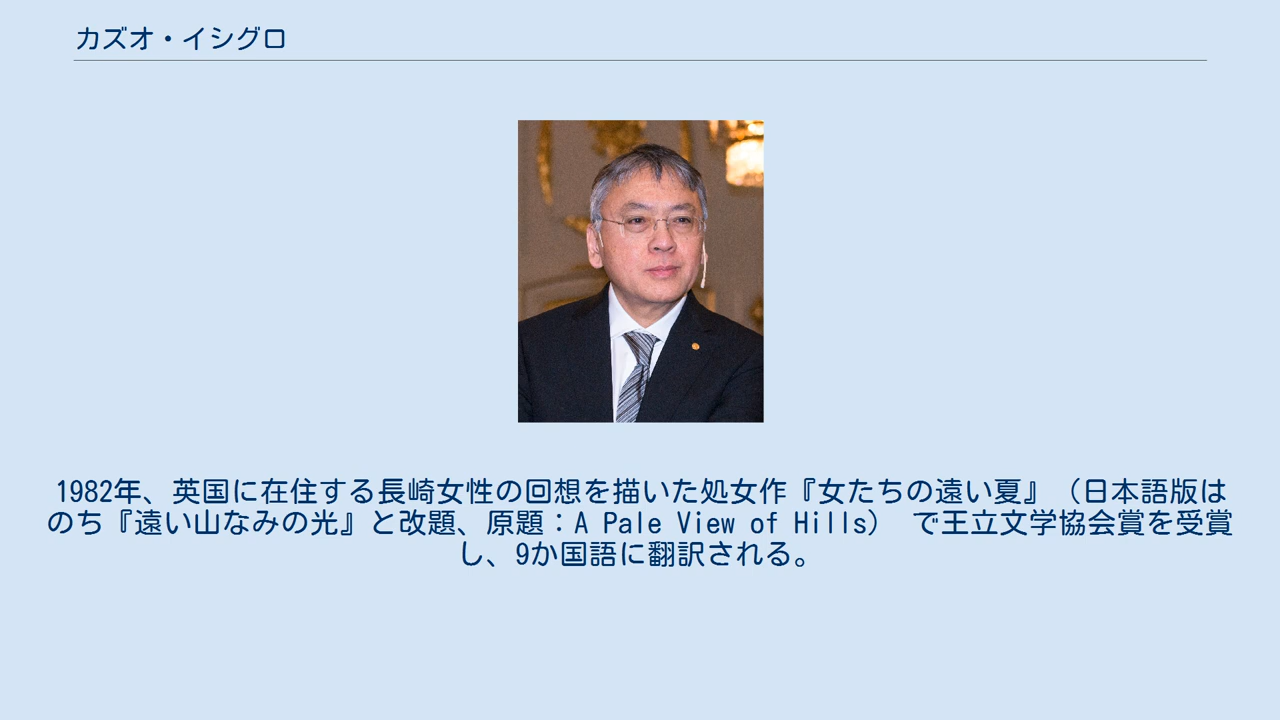 カズオ・イシグロ
1982年、英国に在住する長崎女性の回想を描いた処女作『女たちの遠い夏』（日本語版は
のち『遠い山なみの光』と改題、原題：A Pale View of Hills） で王立文学協会賞を受賞
し、9か国語に翻訳される。